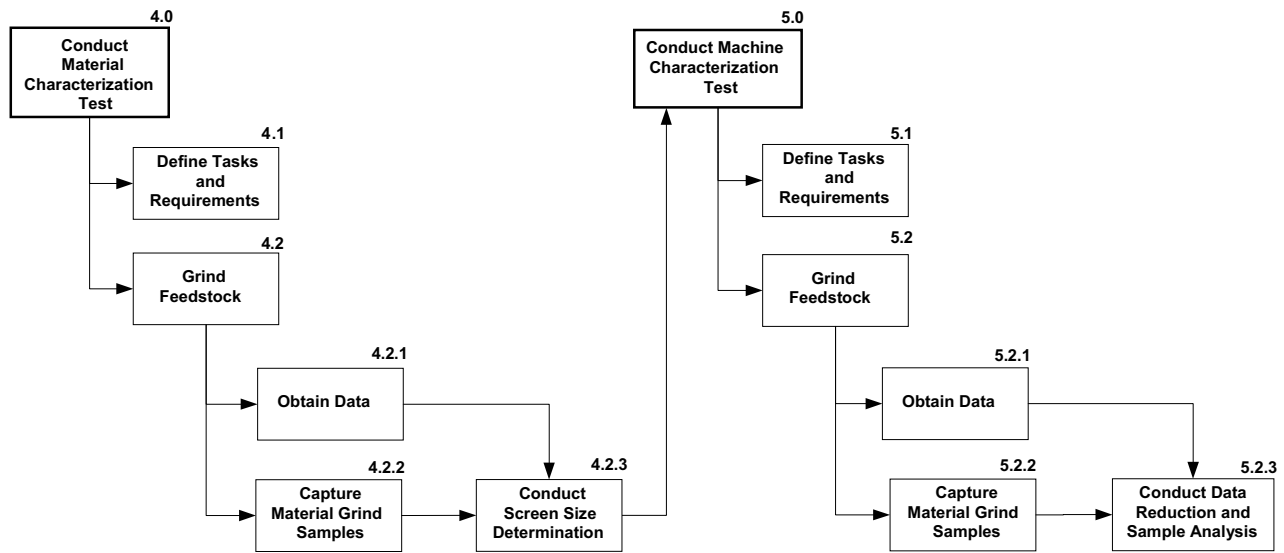 4.0
Conduct
Material
Characterization
Test
4.1
Define Tasks
and
Requirements
4.2
Grind
Feedstock
4.2.1
Obtain Data
4.2.2
Capture
Material Grind
Samples
4.2.3
Conduct
Screen Size
Determination
5.0
Conduct Machine
Characterization
Test
5.1
Define Tasks
and
Requirements
5.2
Grind
Feedstock
5.2.1
Obtain Data
5.2.2
Capture
Material Grind
Samples
5.2.3
Conduct Data
Reduction and
Sample Analysis